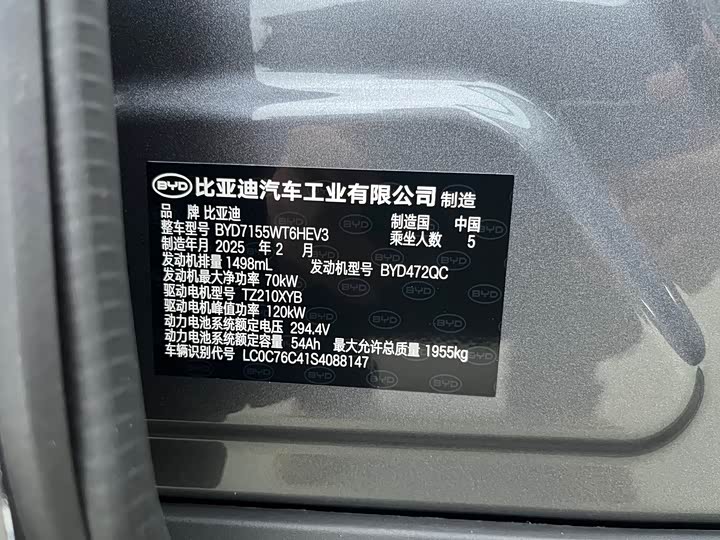 BYD 比亚迪汽车工业有限公司 制造
品 牌 比亚迪 制造国 中国
整车型号 BYD7155WT6HEV3 乘坐人数 5
制造年月 2025 年 2 月
发动机排量 1498mL 发动机型号 BYD472QC
发动机最大净功率 70kW
驱动电机型号 TZ210XYB
驱动电机峰值功率 120kW
动力电池系统额定电压 294.4V
动力电池系统额定容量 54Ah 最大允许总质量 1955kg
车辆识别代号 LC0C76C41S4088147